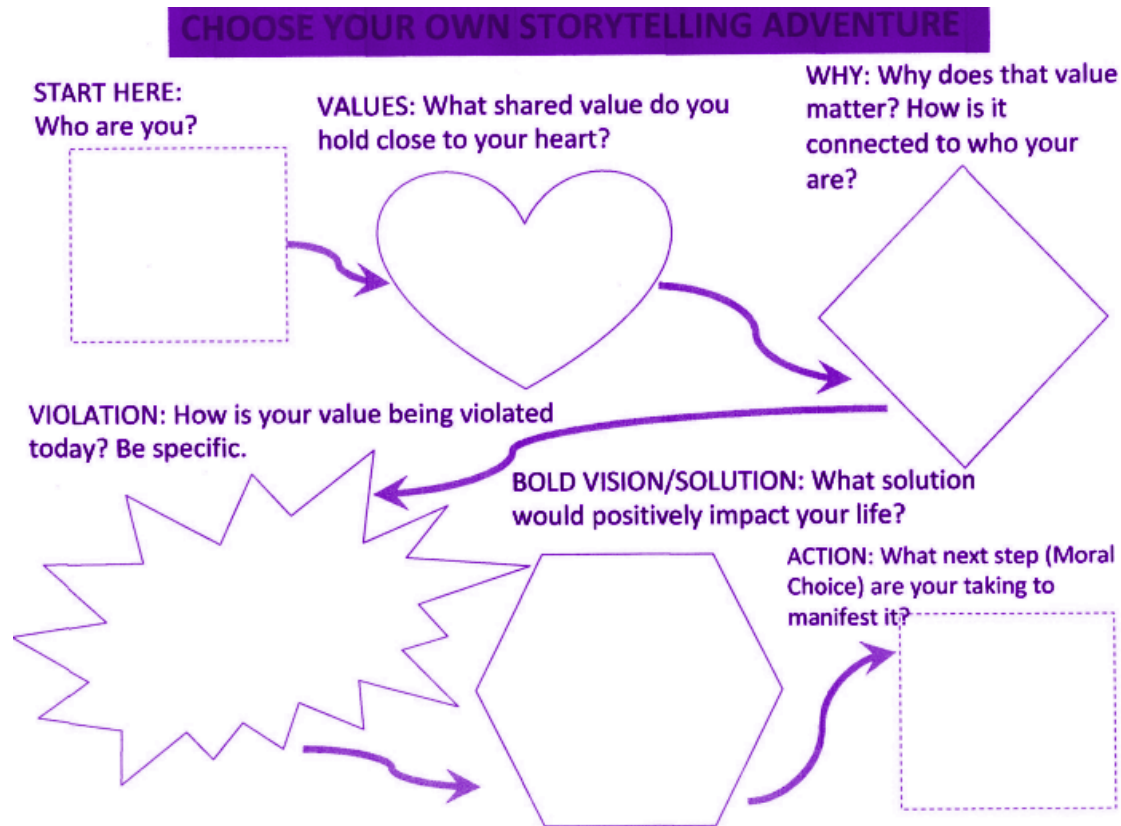 CHOOSE YOUR OWN STORYTELLING ADVENTURE
START HERE:
Who are you?
VALUES: What shared value do you
hold close to your heart?
WHY: Why does that value
matter? How is it
connected to who your
are?
VIOLATION: How is your value being violated
today? Be specific.
BOLD VISION/SOLUTION: What solution
would positively impact your life?
ACTION: What next step (Moral
Choice) are your taking to
manifest it?